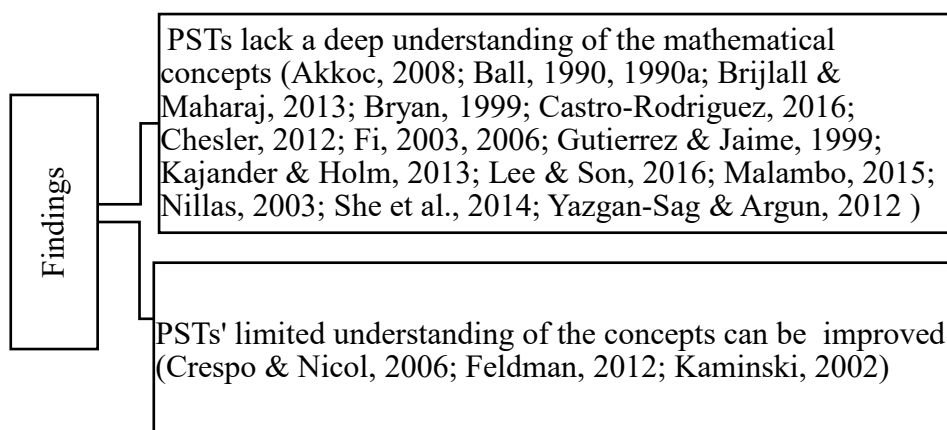 Findings
PSTs lack a deep understanding of the mathematical
concepts (Akkoc, 2008; Ball, 1990, 1990a; Brijlall &
Maharaj, 2013; Bryan, 1999; Castro-Rodriguez, 2016;
Chesler, 2012; Fi, 2003, 2006; Gutierrez & Jaime, 1999;
Kajander & Holm, 2013; Lee & Son, 2016; Malambo, 2015;
Nillas, 2003; She et al., 2014; Yazgan-Sag & Argun, 2012 )
PSTs' limited understanding of the concepts can be improved
(Crespo & Nicol, 2006; Feldman, 2012; Kaminski, 2002)